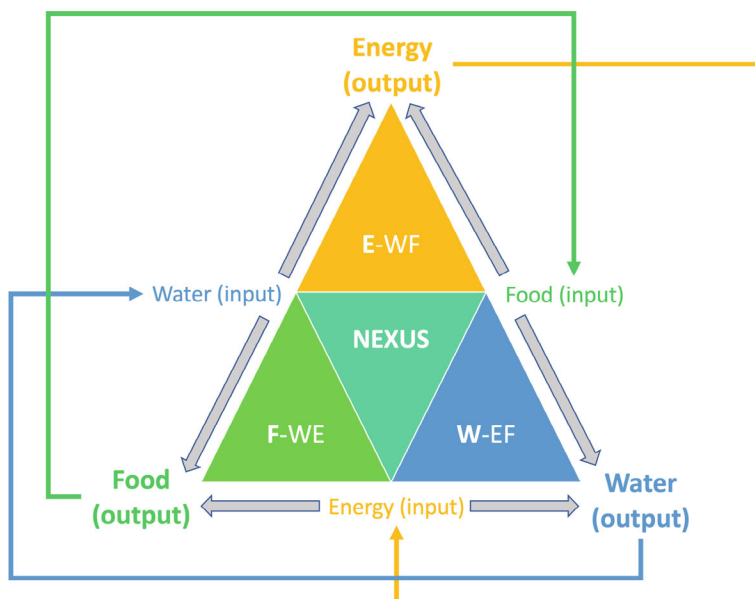 Energy
(output)
E-WF
Water (input)
Food (input)
NEXUS
F-WE
W-EF
Food
(output)
Energy (input)
Water
(output)